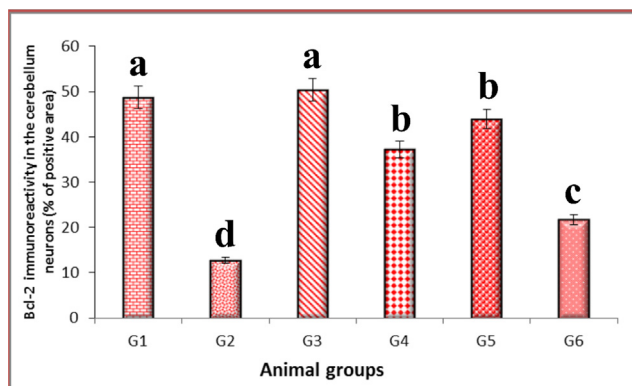 Bcl-2 immunoreactivity in the cerebellum
neurons (% of positive area)
60
50
40
30
20
10
0
a
d
a
b
b
c
G1
G2
G3
G4
G5
G6
Animal groups